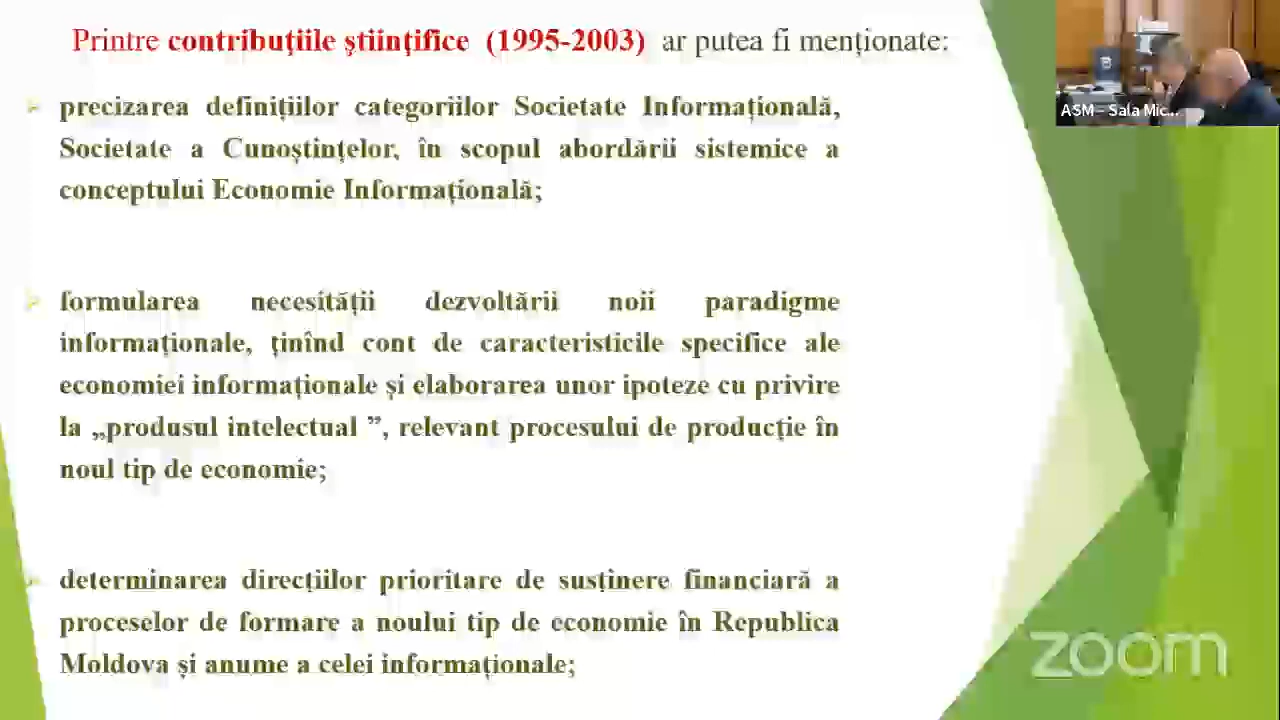 Printre contribuțiile științifice (1995-2003) ar putea fi menționate:
precizarea definițiilor categoriilor Societate Informațională,
Societate a Cunoștințelor, în scopul abordării sistemice a
conceptului Economie Informațională;
formularea necesității dezvoltării noii paradigme
informaționale, ținînd cont de caracteristicile specifice ale
economiei informaționale și elaborarea unor ipoteze cu privire
la „produsul intelectual ”, relevant procesului de producție în
noul tip de economie;
determinarea direcțiilor prioritare de susținere financiară a
proceselor de formare a noului tip de economie în Republica
Moldova și anume a celei informaționale;
ASM - Sala Mic...
zoom